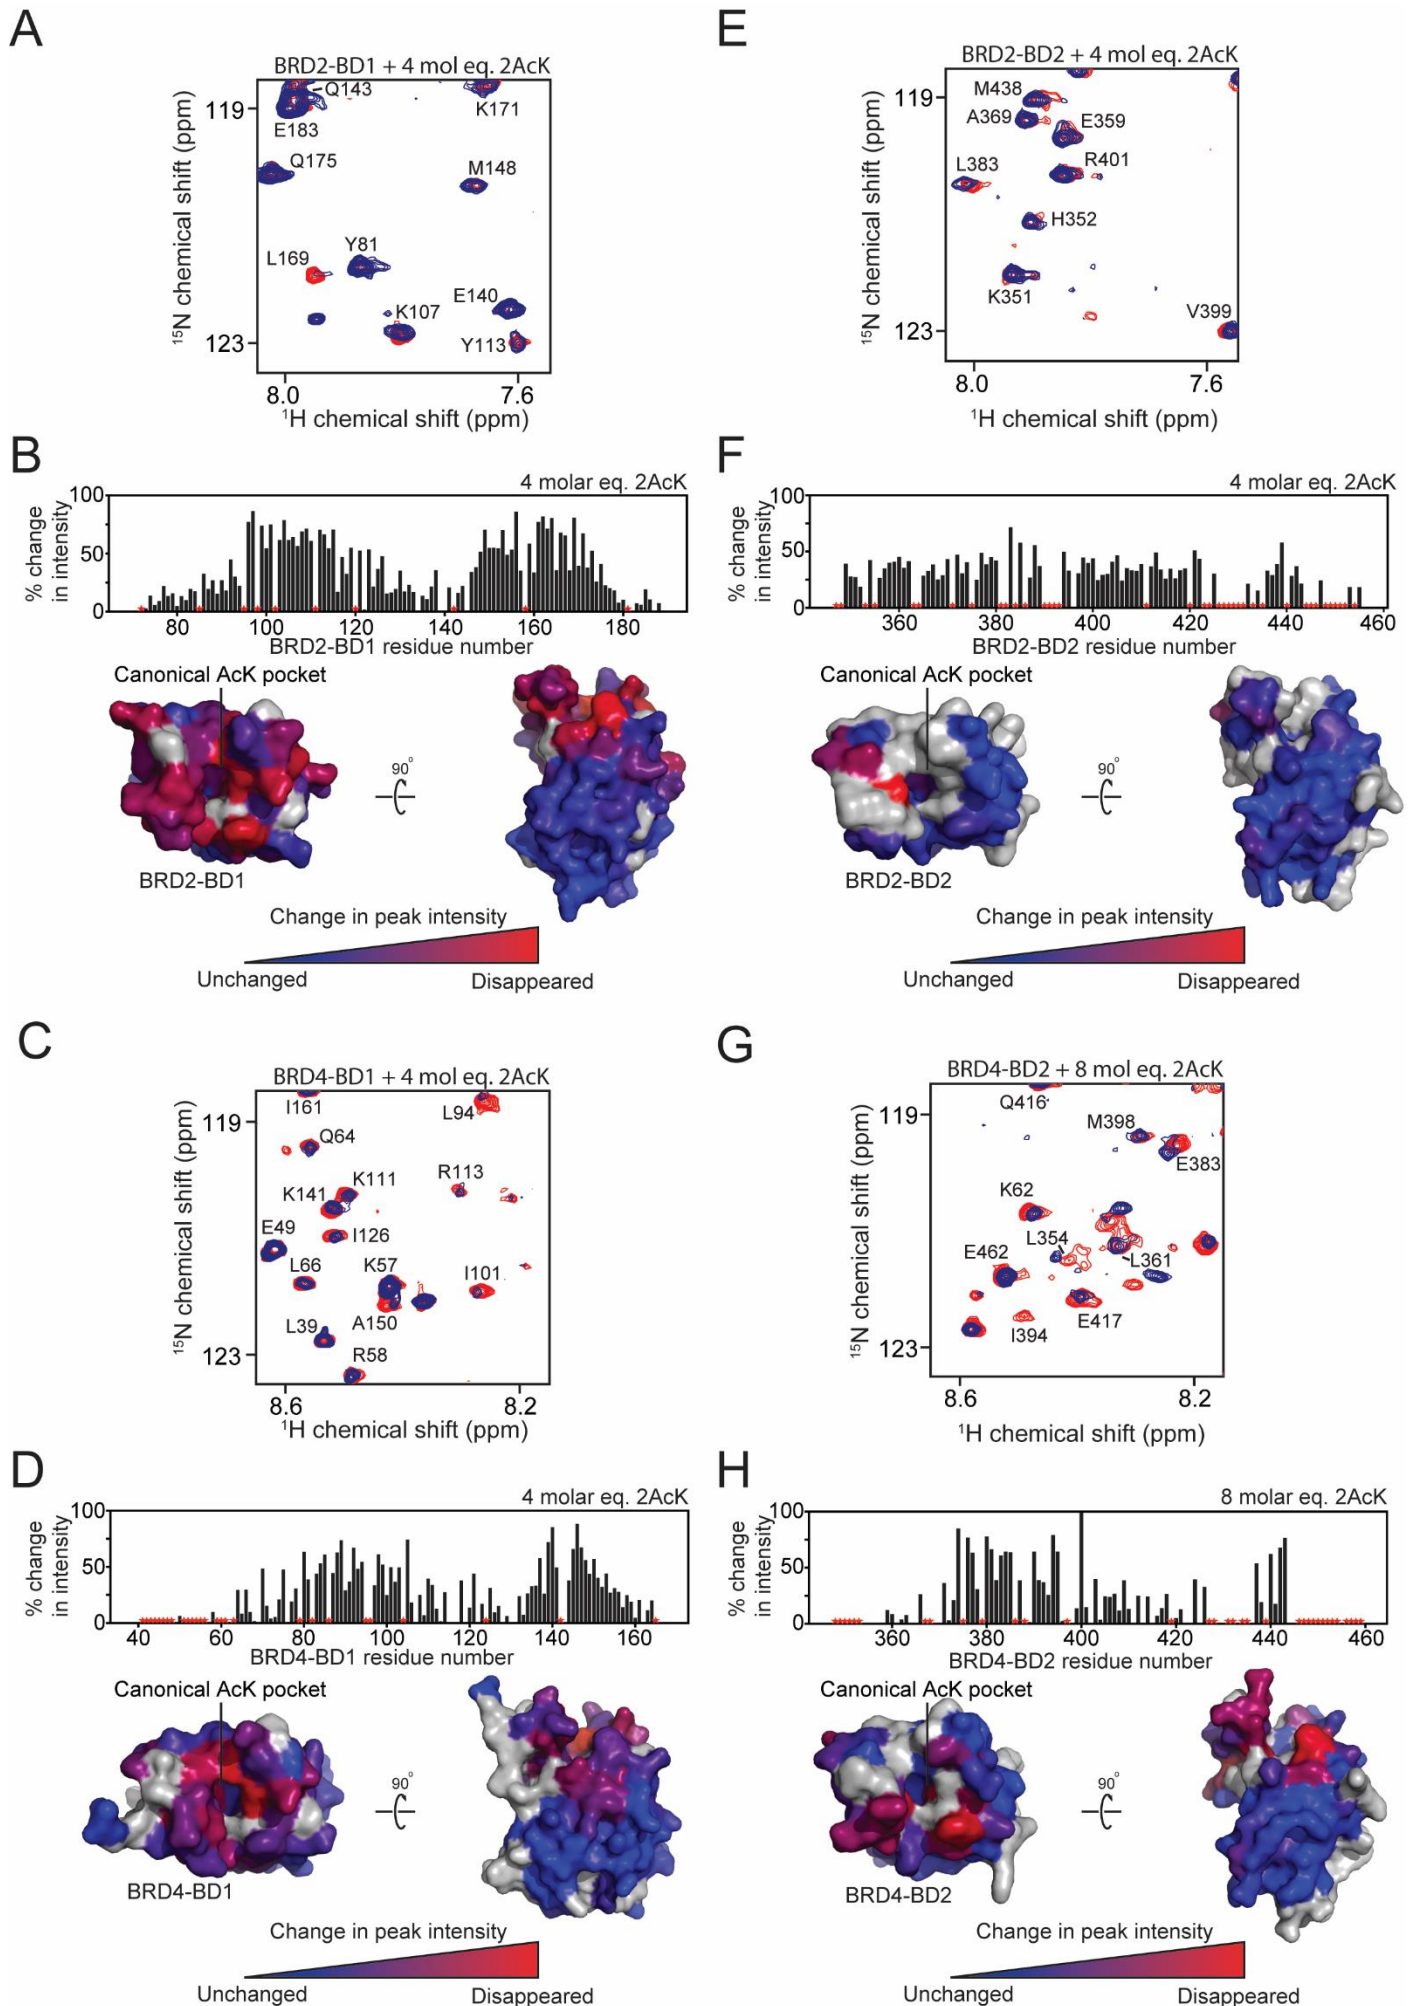 A
BRD2-BD1 + 4 mol eq. 2AcK
119
Q143
E183
K171
Q175
M148
L169
Y81
E140
K107
Y113
123
8.0
7.6
15N chemical shift (ppm)
1H chemical shift (ppm)
E
BRD2-BD2 + 4 mol eq. 2AcK
119
M438
A369
E359
L383
R401
H352
K351
V399
123
8.0
7.6
15N chemical shift (ppm)
1H chemical shift (ppm)
B
4 molar eq. 2AcK
% change
in intensity
100
50
0
80
100
120
140
160
180
BRD2-BD1 residue number
Canonical AcK pocket
90°
BRD2-BD1
Change in peak intensity
Unchanged
Disappeared
F
4 molar eq. 2AcK
% change
in intensity
100
50
0
360
380
400
420
440
460
BRD2-BD2 residue number
Canonical AcK pocket
90°
BRD2-BD2
Change in peak intensity
Unchanged
Disappeared
C
BRD4-BD1 + 4 mol eq. 2AcK
119
I161
L94
Q64
K111
R113
K141
E49
I126
L66
K57
I101
A150
L39
R58
123
8.6
8.2
15N chemical shift (ppm)
1H chemical shift (ppm)
G
BRD4-BD2 + 8 mol eq. 2AcK
119
Q416
M398
E383
K62
L354
E462
L361
I394
E417
123
8.6
8.2
15N chemical shift (ppm)
1H chemical shift (ppm)
D
4 molar eq. 2AcK
% change
in intensity
100
50
0
40
60
80
100
120
140
160
BRD4-BD1 residue number
Canonical AcK pocket
90°
BRD4-BD1
Change in peak intensity
Unchanged
Disappeared
H
8 molar eq. 2AcK
% change
in intensity
100
50
0
360
380
400
420
440
460
BRD4-BD2 residue number
Canonical AcK pocket
90°
BRD4-BD2
Change in peak intensity
Unchanged
Disappeared